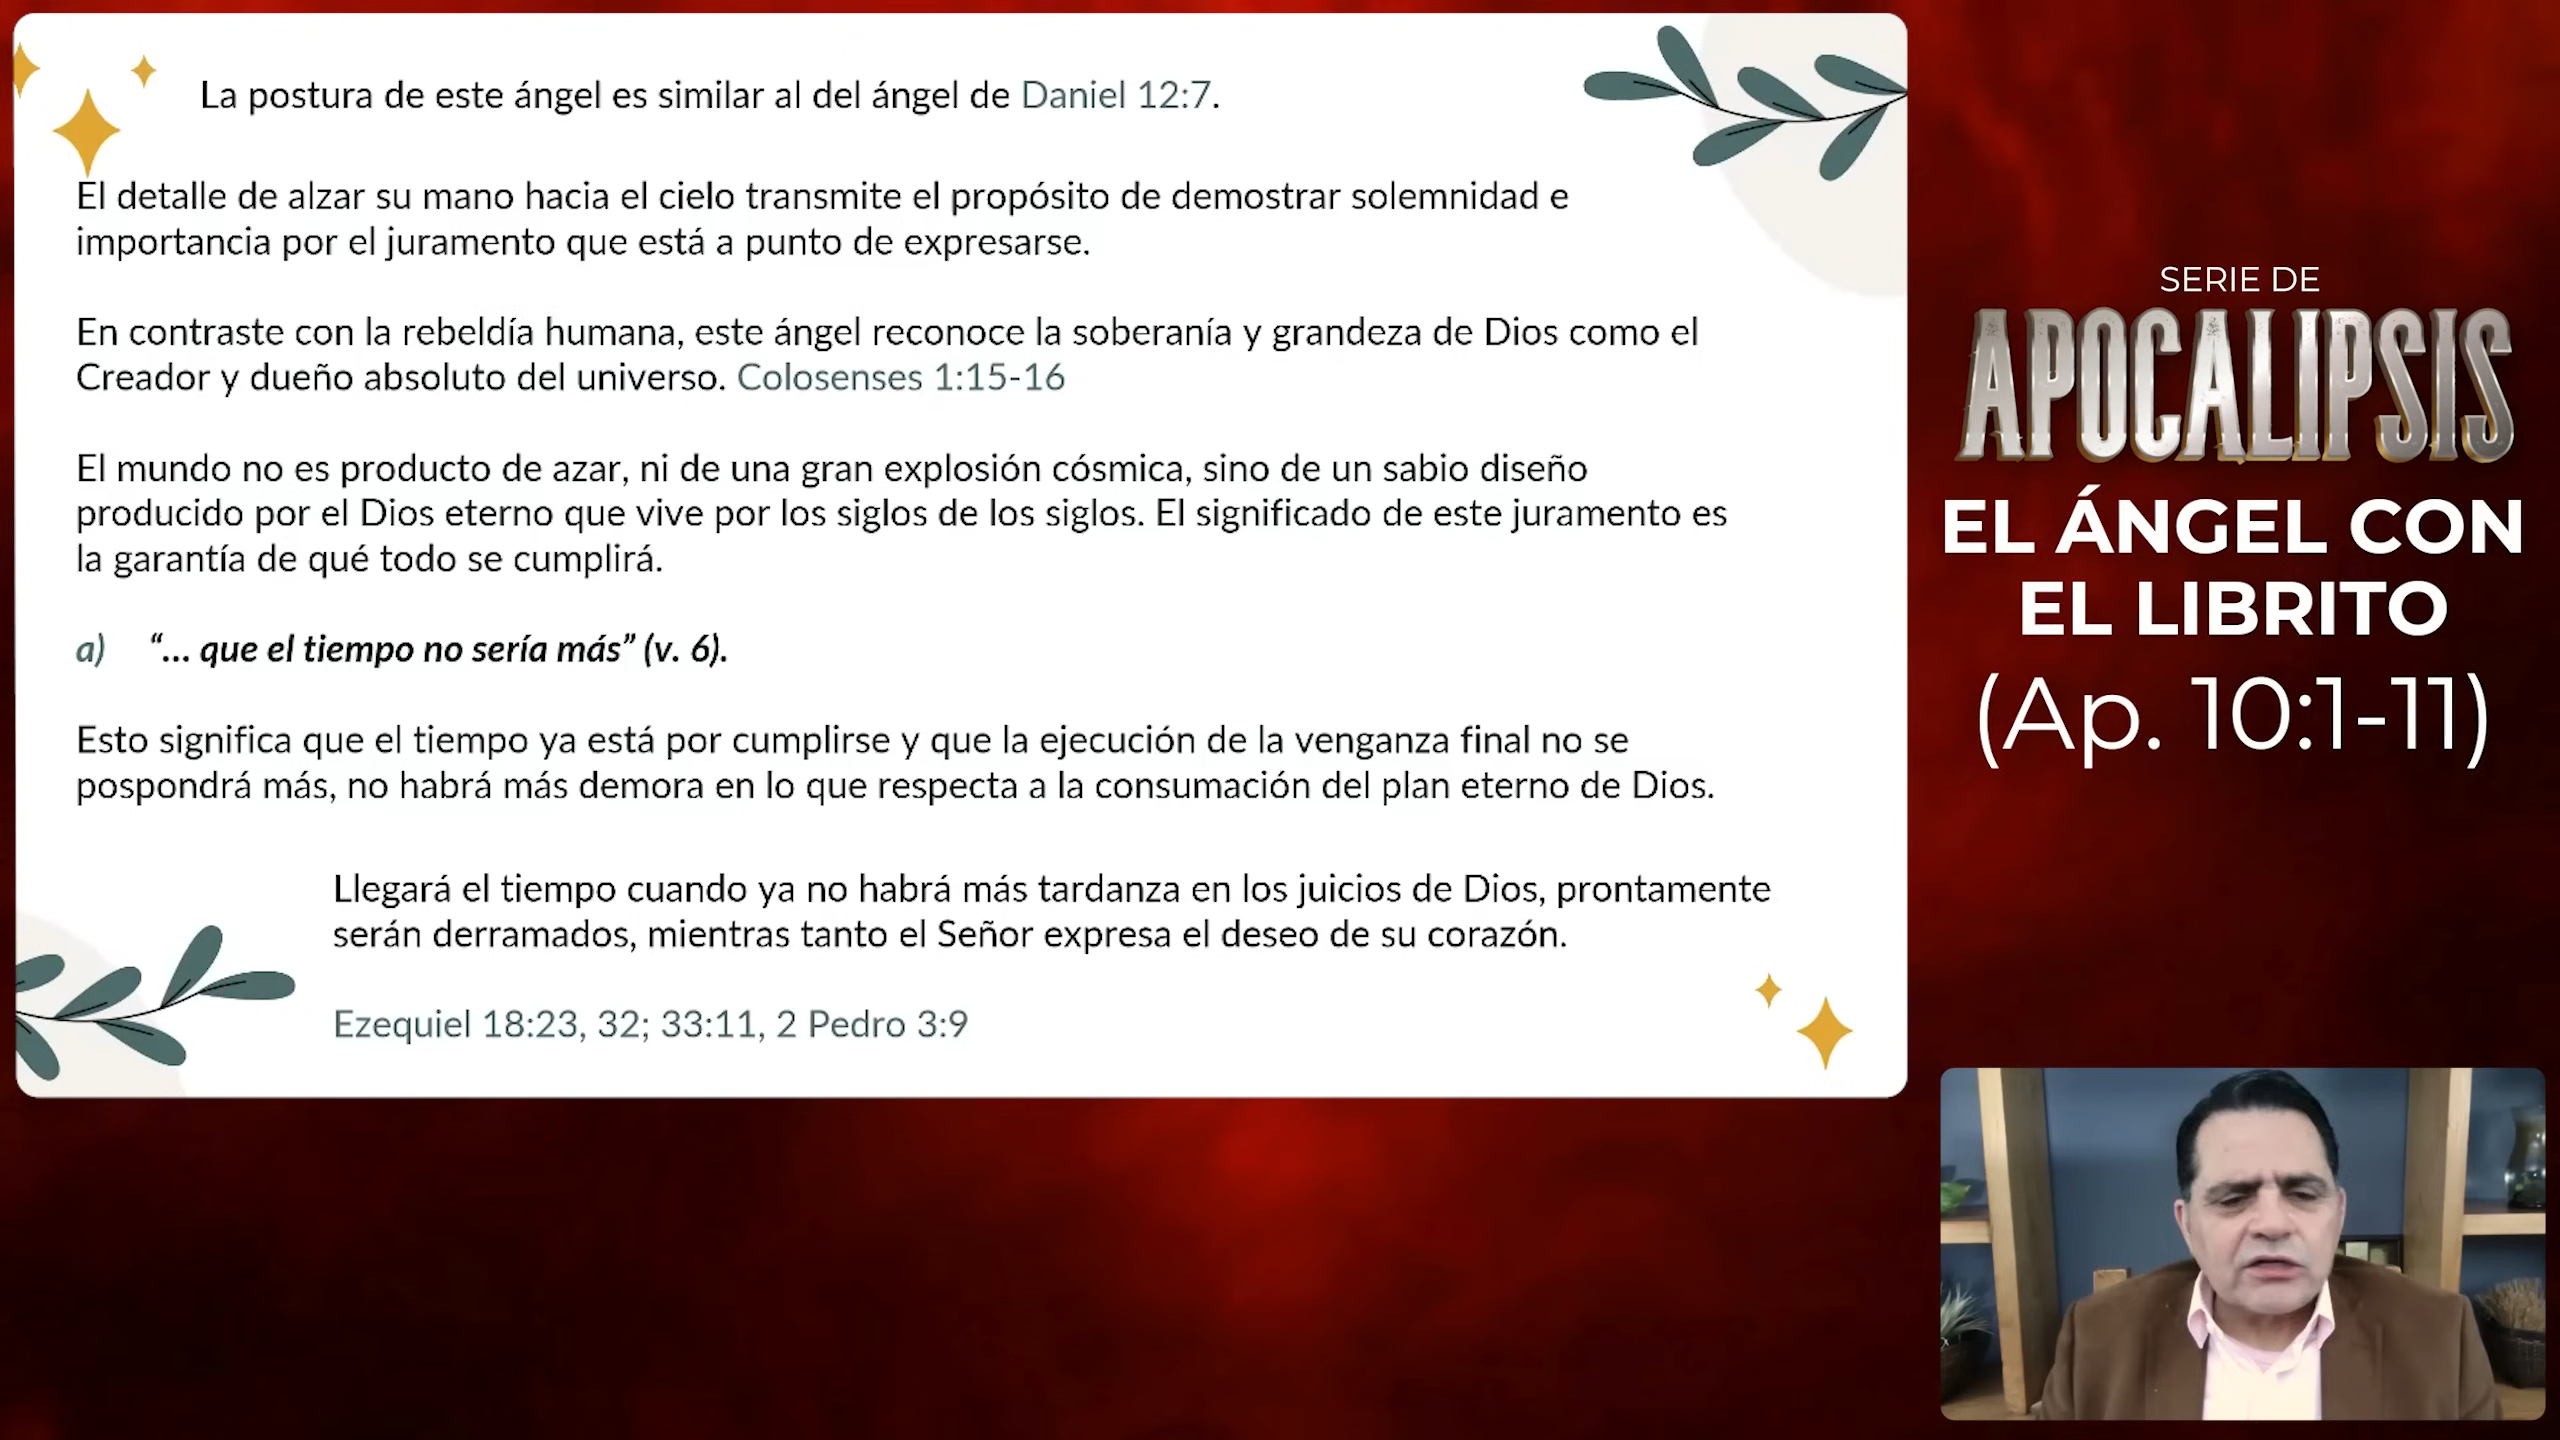 La postura de este ángel es similar al del ángel de Daniel 12:7.
El detalle de alzar su mano hacia el cielo transmite el propósito de demostrar solemnidad e
importancia por el juramento que está a punto de expresarse.
En contraste con la rebeldía humana, este ángel reconoce la soberanía y grandeza de Dios como el
Creador y dueño absoluto del universo. Colosenses 1:15-16
El mundo no es producto de azar, ni de una gran explosión cósmica, sino de un sabio diseño
producido por el Dios eterno que vive por los siglos de los siglos. El significado de este juramento es
la garantía de qué todo se cumplirá.
a) “... que el tiempo no sería más” (v. 6).
Esto significa que el tiempo ya está por cumplirse y que la ejecución de la venganza final no se
pospondrá más, no habrá más demora en lo que respecta a la consumación del plan eterno de Dios.
Llegará el tiempo cuando ya no habrá más tardanza en los juicios de Dios, prontamente
serán derramados, mientras tanto el Señor expresa el deseo de su corazón.
Ezequiel 18:23, 32; 33:11, 2 Pedro 3:9
SERIE DE
APOCALIPSIS
EL ÁNGEL CON
EL LIBRITO
(Ap. 10:1-11)